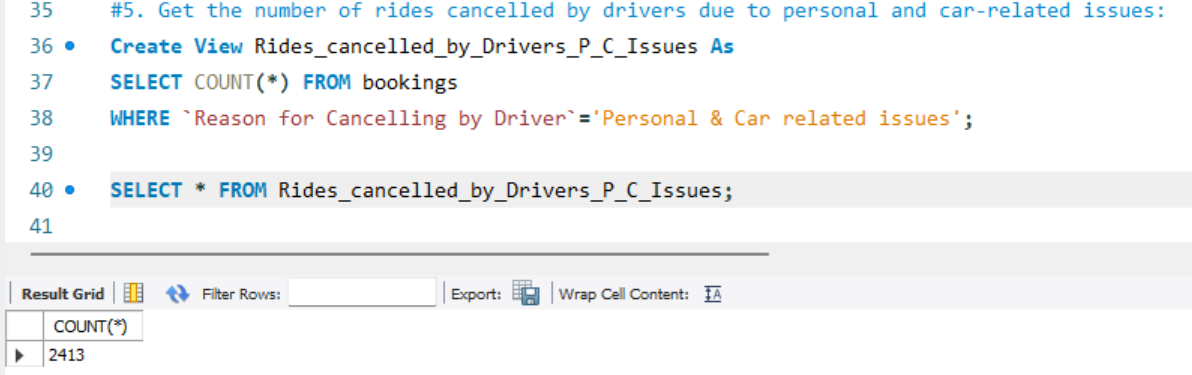 35 #5. Get the number of rides cancelled by drivers due to personal and car-related issues:
36 Create View Rides_cancelled_by_Drivers_P_C_Issues As
37 SELECT COUNT(*) FROM bookings
38 WHERE `Reason for Cancelling by Driver`='Personal & Car related issues';
39
40 SELECT * FROM Rides_cancelled_by_Drivers_P_C_Issues;
41
Result Grid Filter Rows: Export: Wrap Cell Content: IA
COUNT(*)
2413